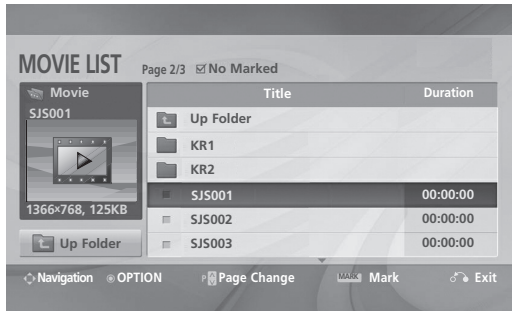 MOVIE LIST
Page 2/3 ☑ No Marked
Movie
SJS001
1366×768, 125KB
Up Folder
Title Duration
Up Folder
KR1
KR2
SJS001 00:00:00
SJS002 00:00:00
SJS003 00:00:00
Navigation OPTION P Page Change MARK Mark Exit